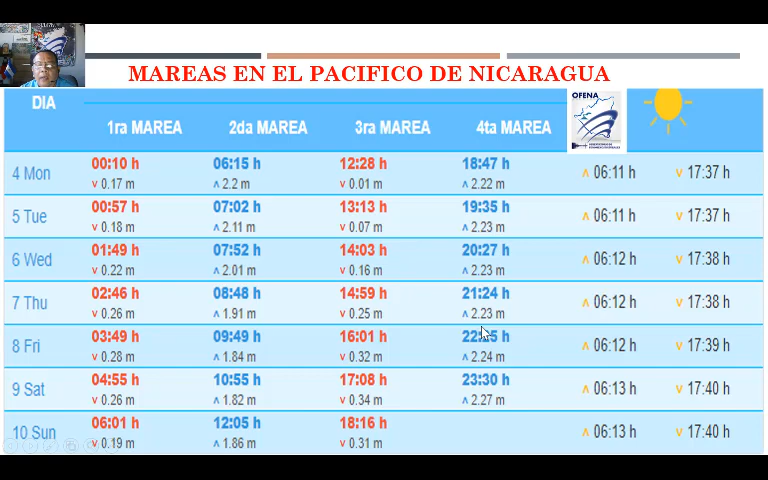 MAREAS EN EL PACIFICO DE NICARAGUA
DIA 1ra MAREA 2da MAREA 3ra MAREA 4ta MAREA OFENA
4 Mon 00:10 h 06:15 h 12:28 h 18:47 h ^ 06:11 h v 17:37 h
v 0.17 m ^ 2.2 m v 0.01 m ^ 2.22 m
5 Tue 00:57 h 07:02 h 13:13 h 19:35 h ^ 06:11 h v 17:37 h
v 0.18 m ^ 2.11 m v 0.07 m ^ 2.23 m
6 Wed 01:49 h 07:52 h 14:03 h 20:27 h ^ 06:12 h v 17:38 h
v 0.22 m ^ 2.01 m v 0.16 m ^ 2.23 m
7 Thu 02:46 h 08:48 h 14:59 h 21:24 h ^ 06:12 h v 17:38 h
v 0.26 m ^ 1.91 m v 0.25 m ^ 2.23 m
8 Fri 03:49 h 09:49 h 16:01 h h ^ 06:12 h v 17:39 h
v 0.28 m ^ 1.84 m v 0.32 m ^ 2.24 m
9 Sat 04:55 h 10:55 h 17:08 h 23:30 h ^ 06:13 h v 17:40 h
v 0.26 m ^ 1.82 m v 0.34 m ^ 2.27 m
10 Sun 06:01 h 12:05 h 18:16 h ^ 06:13 h v 17:40 h
v 0.19 m ^ 1.86 m v 0.31 m